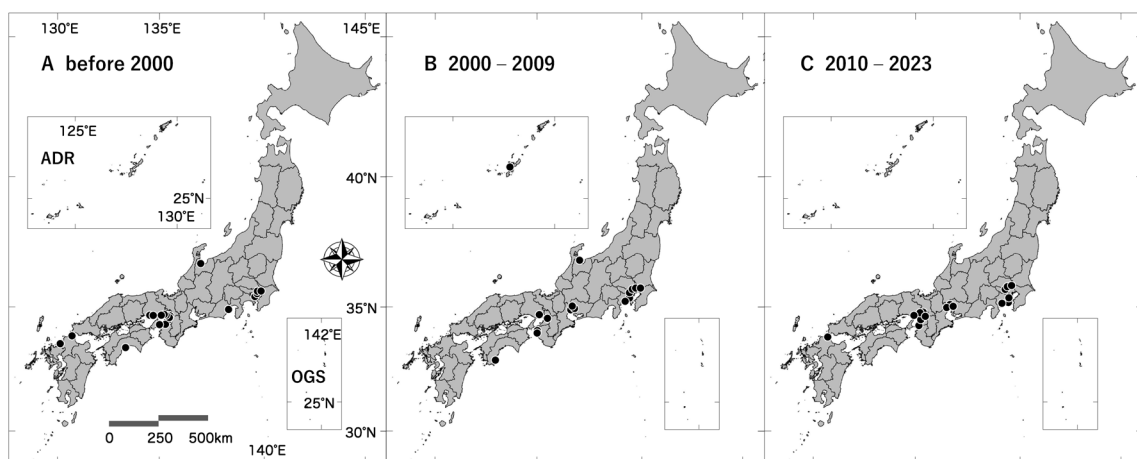 130°E 135°E 145°E
A before 2000
B 2000 – 2009
C 2010 – 2023
125°E
ADR
25°N
130°E
40°N
35°N
142°E
OGS
25°N
0 250 500km
30°N
140°E